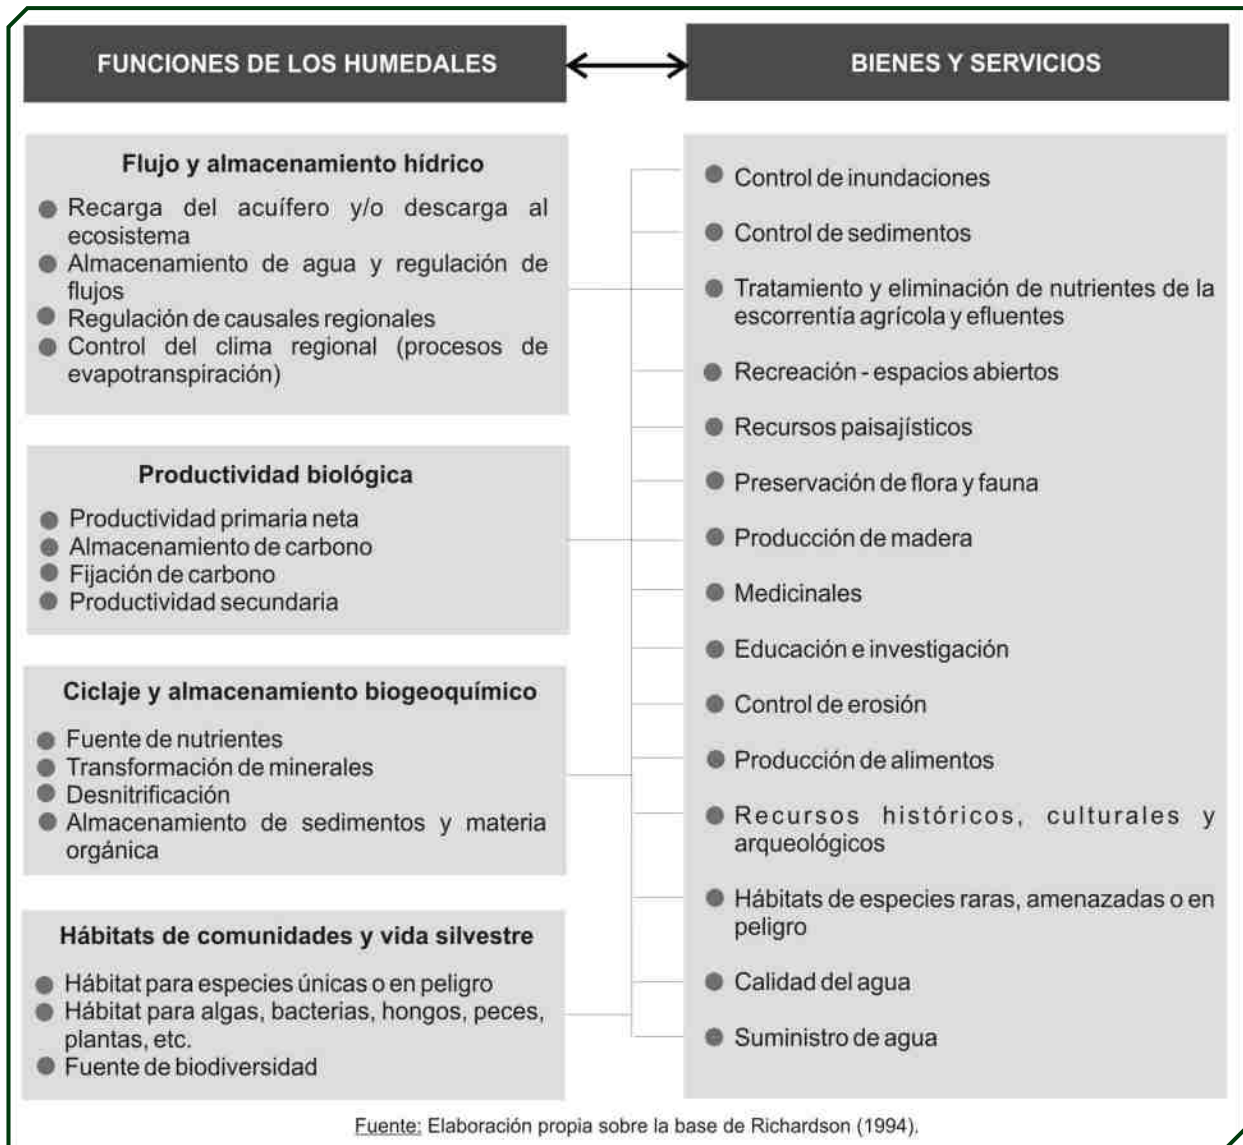 FUNCIONES DE LOS HUMEDALES
BIENES Y SERVICIOS
Flujo y almacenamiento hídrico
Recarga del acuífero y/o descarga al
ecosistema
Almacenamiento de agua y regulación de
flujos
Regulación de causales regionales
Control del clima regional (procesos de
evapotranspiración)
Productividad biológica
Productividad primaria neta
Almacenamiento de carbono
Fijación de carbono
Productividad secundaria
Ciclaje y almacenamiento biogeoquímico
Fuente de nutrientes
Transformación de minerales
Desnitrificación
Almacenamiento de sedimentos y materia
orgánica
Hábitats de comunidades y vida silvestre
Hábitat para especies únicas o en peligro
Hábitat para algas, bacterias, hongos, peces,
plantas, etc.
Fuente de biodiversidad
Control de inundaciones
Control de sedimentos
Tratamiento y eliminación de nutrientes de la
escorrentía agrícola y efluentes
Recreación - espacios abiertos
Recursos paisajísticos
Preservación de flora y fauna
Producción de madera
Medicinales
Educación e investigación
Control de erosión
Producción de alimentos
Recursos históricos, culturales y
arqueológicos
Hábitats de especies raras, amenazadas o en
peligro
Calidad del agua
Suministro de agua
Fuente: Elaboración propia sobre la base de Richardson (1994).